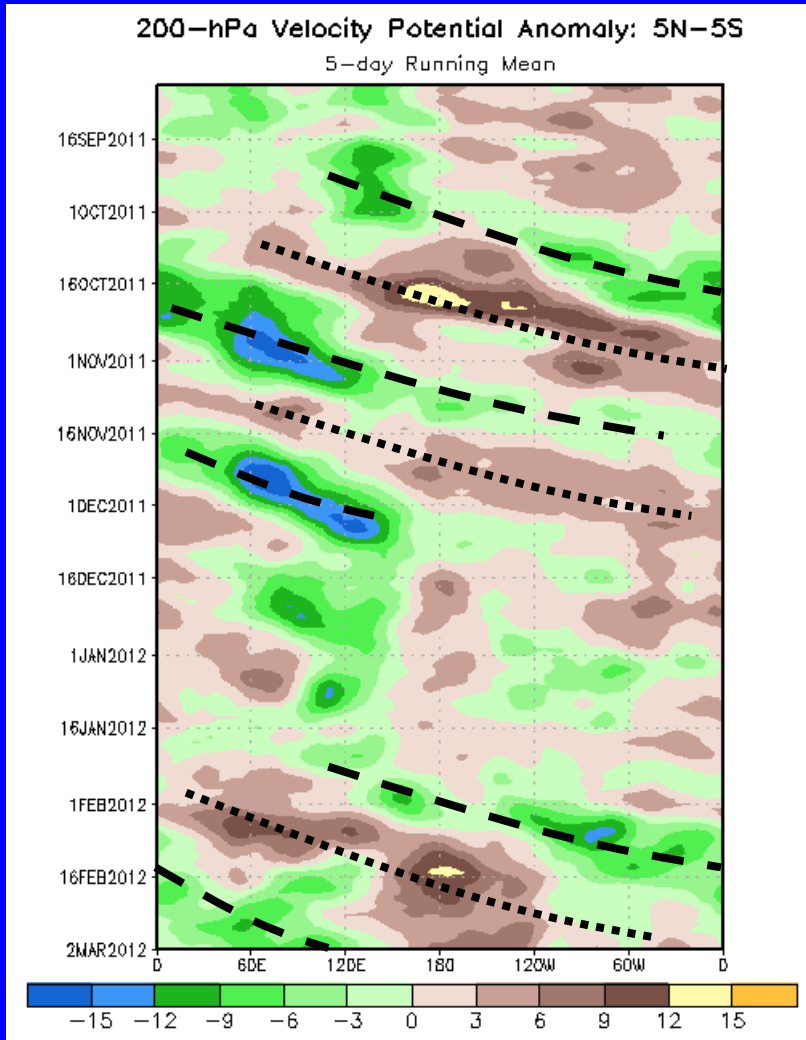 200-hPa Velocity Potential Anomaly: 5N-5S
5-day Running Mean
16SEP2011
1OCT2011
16OCT2011
1NOV2011
16NOV2011
1DEC2011
16DEC2011
1JAN2012
16JAN2012
1FEB2012
16FEB2012
2MAR2012
0 60E 120E 180 120W 60W 0
-15 -12 -9 -6 -3 0 3 6 9 12 15